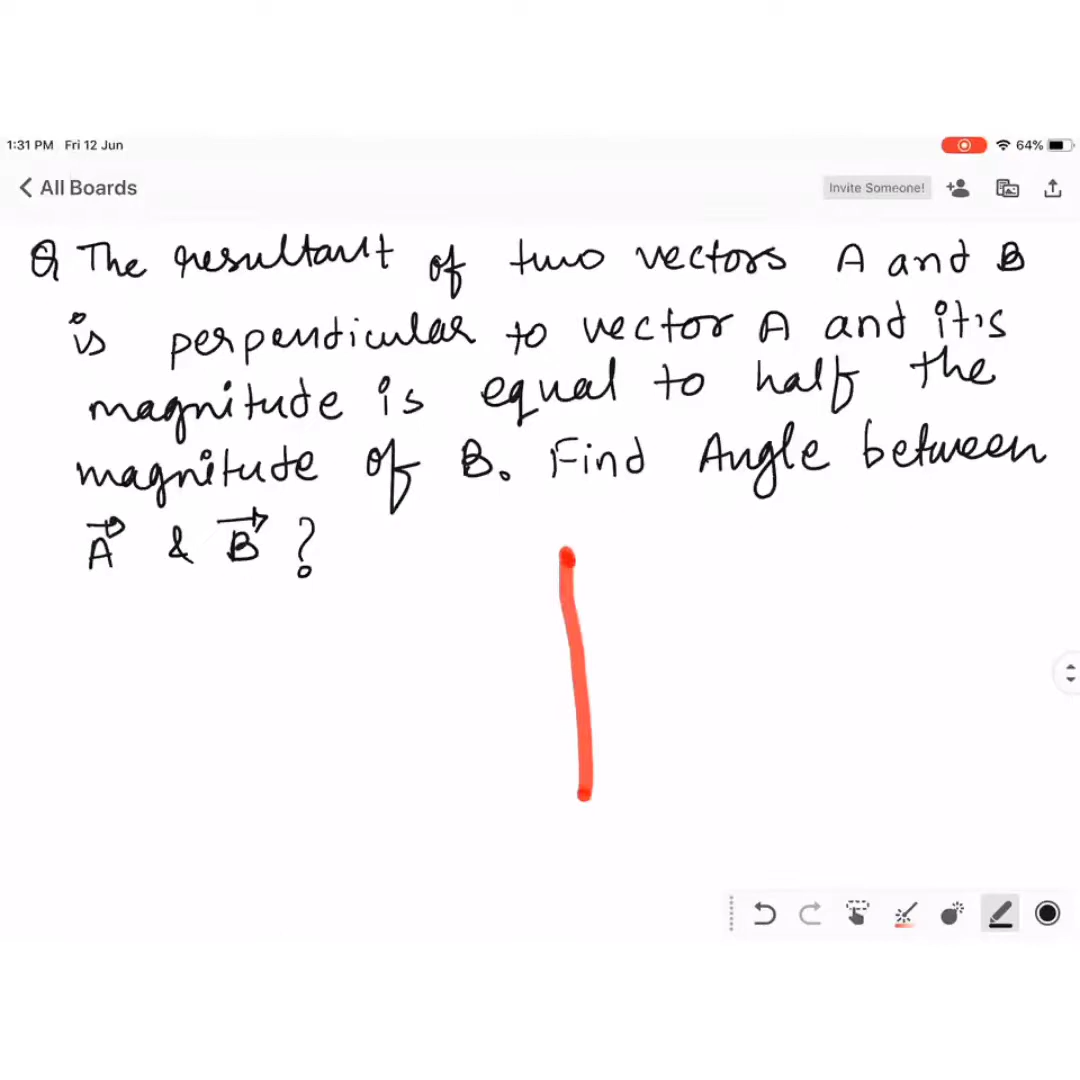 1:31 PM Fri 12 Jun 64%
All Boards Invite Someone!
Q The resultant of two vectors A and B
is perpendicular to vector A and it's
magnitude is equal to half the
magnitude of B. Find Angle between
A & B ?